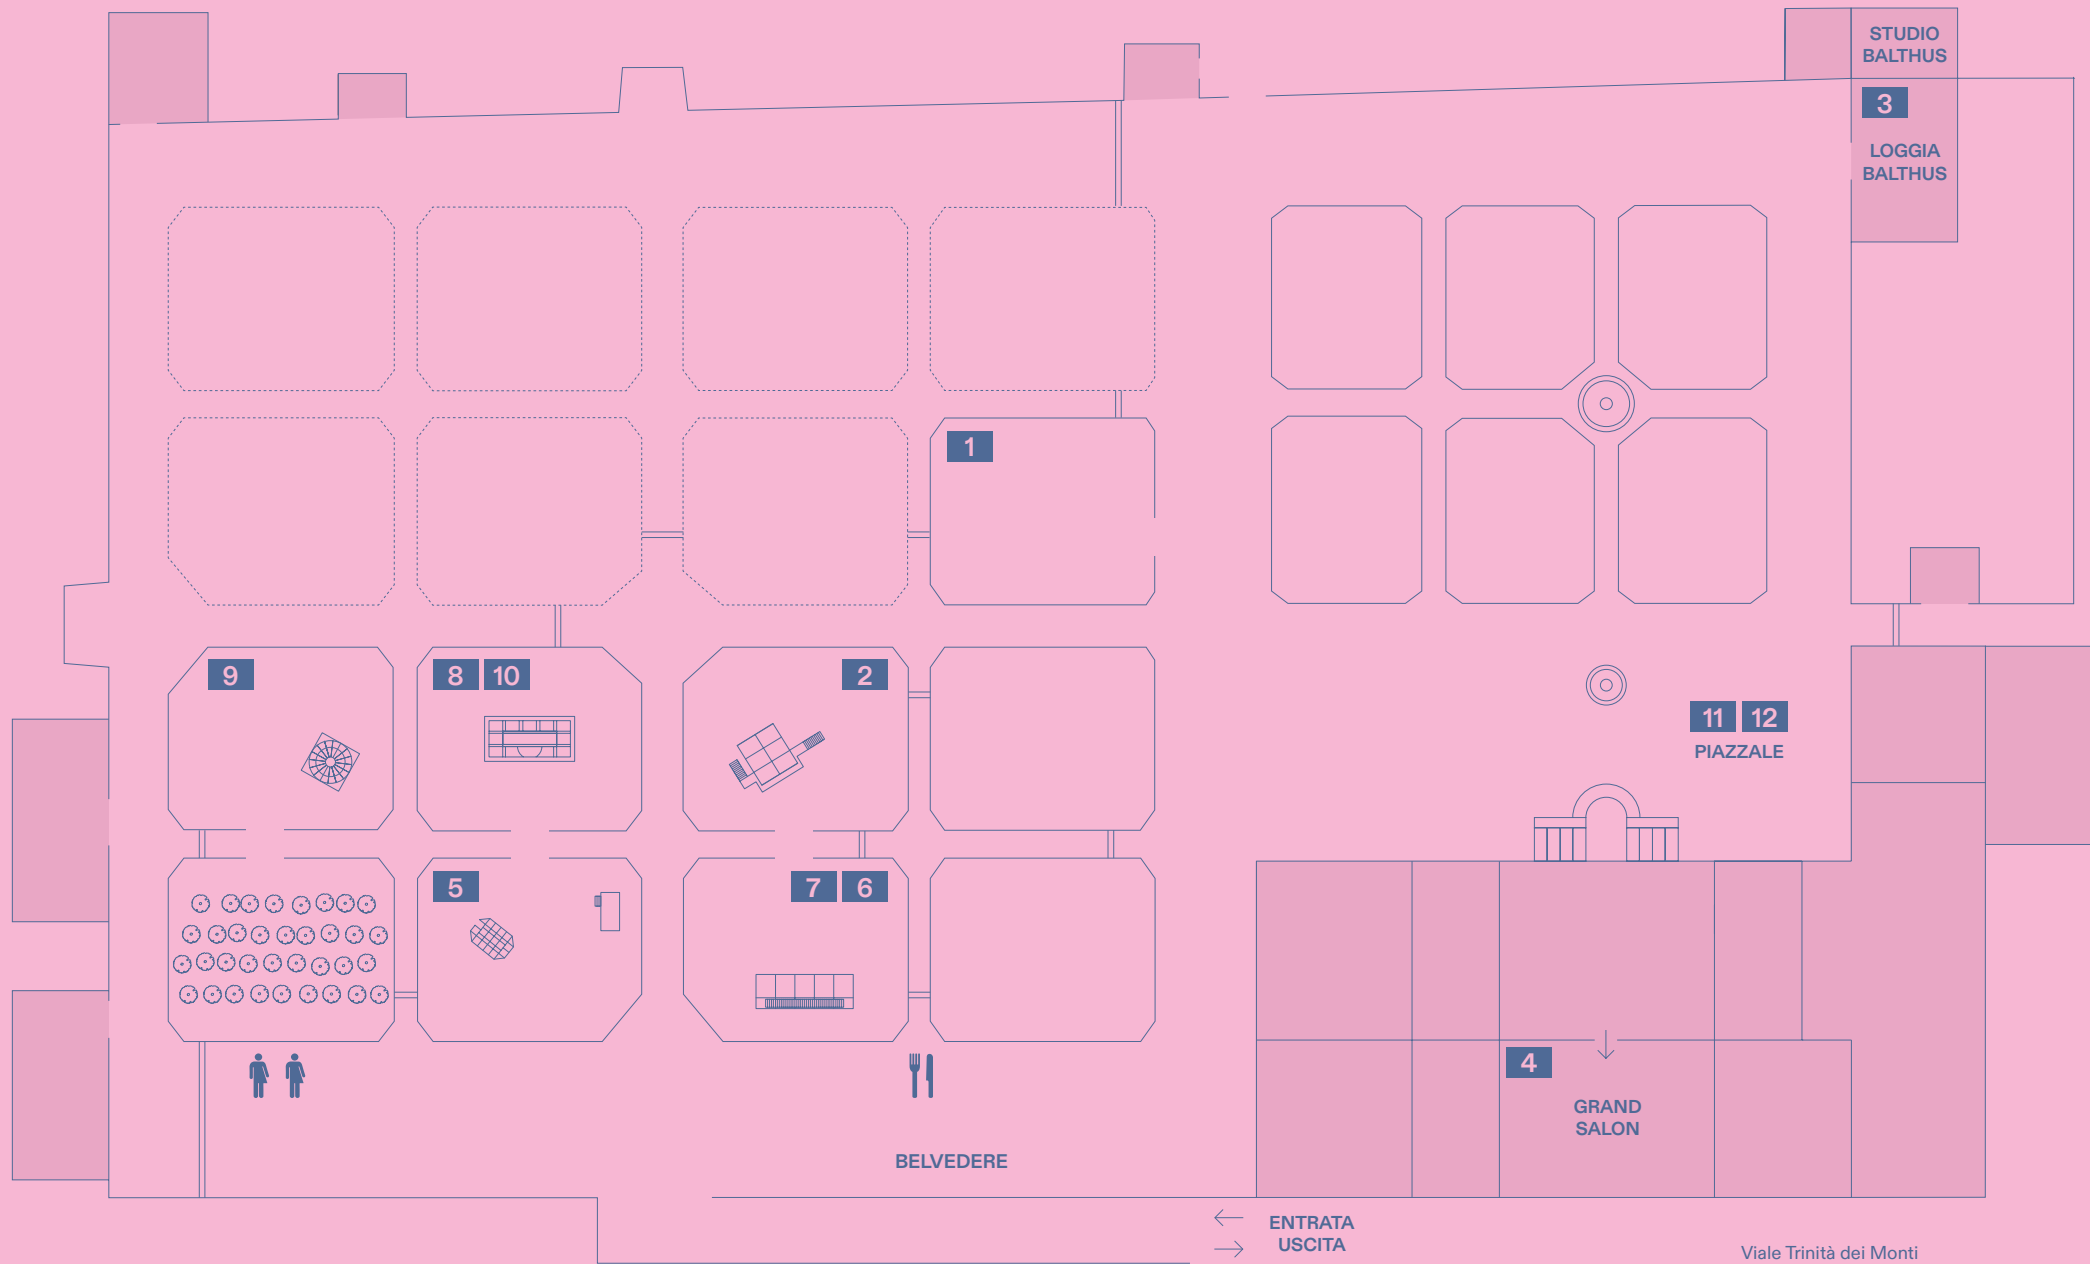 STUDIO
BALTHUS
3
LOGGIA
BALTHUS
1
9
8 10
2
11 12
PIAZZALE
5
7 6
4
GRAND
SALON
BELVEDERE
ENTRATA
USCITA
Viale Trinità dei Monti